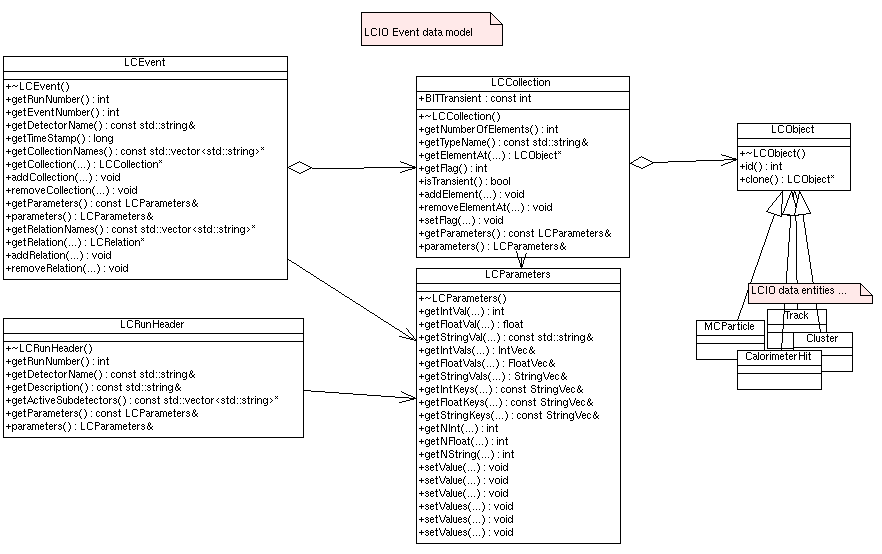 LCIO Event data model
LCEvent
+~LCEvent()
+getRunNumber() : int
+getEventNumber() : int
+getDetectorName() : const std::string&
+getTimeStamp() : long
+getCollectionNames() : const std::vector<std::string>*
+getCollection(...) : LCCollection*
+addCollection(...) : void
+removeCollection(...) : void
+getParameters() : const LCParameters&
+parameters() : LCParameters&
+getRelationNames() : const std::vector<std::string>*
+getRelation(...) : LCRelation*
+addRelation(...) : void
+removeRelation(...) : void
LCCollection
+BITTransient : const int
+~LCCollection()
+getNumberOfElements() : int
+getTypeName() : const std::string&
+getElementAt(...) : LCObject*
+getFlag() : int
+isTransient() : bool
+addElement(...) : void
+removeElementAt(...) : void
+setFlag(...) : void
+getParameters() : const LCParameters&
+parameters() : LCParameters&
LCObject
+~LCObject()
+id() : int
+clone() : LCObject*
LCRunHeader
+~LCRunHeader()
+getRunNumber() : int
+getDetectorName() : const std::string&
+getDescription() : const std::string&
+getActiveSubdetectors() : const std::vector<std::string>*
+getParameters() : const LCParameters&
+parameters() : LCParameters&
LCParameters
+~LCParameters()
+getIntVal(...) : int
+getFloatVal(...) : float
+getStringVal(...) : const std::string&
+getIntVals(...) : IntVec&
+getFloatVals(...) : FloatVec&
+getStringVals(...) : StringVec&
+getIntKeys(...) : const StringVec&
+getFloatKeys(...) : const StringVec&
+getStringKeys(...) : const StringVec&
+getNInt(...) : int
+getNFloat(...) : int
+getNString(...) : int
+setValue(...) : void
+setValue(...) : void
+setValue(...) : void
+setValues(...) : void
+setValues(...) : void
+setValues(...) : void
LCIO data entities ...
MCParticle
Track
Cluster
CalorimeterHit